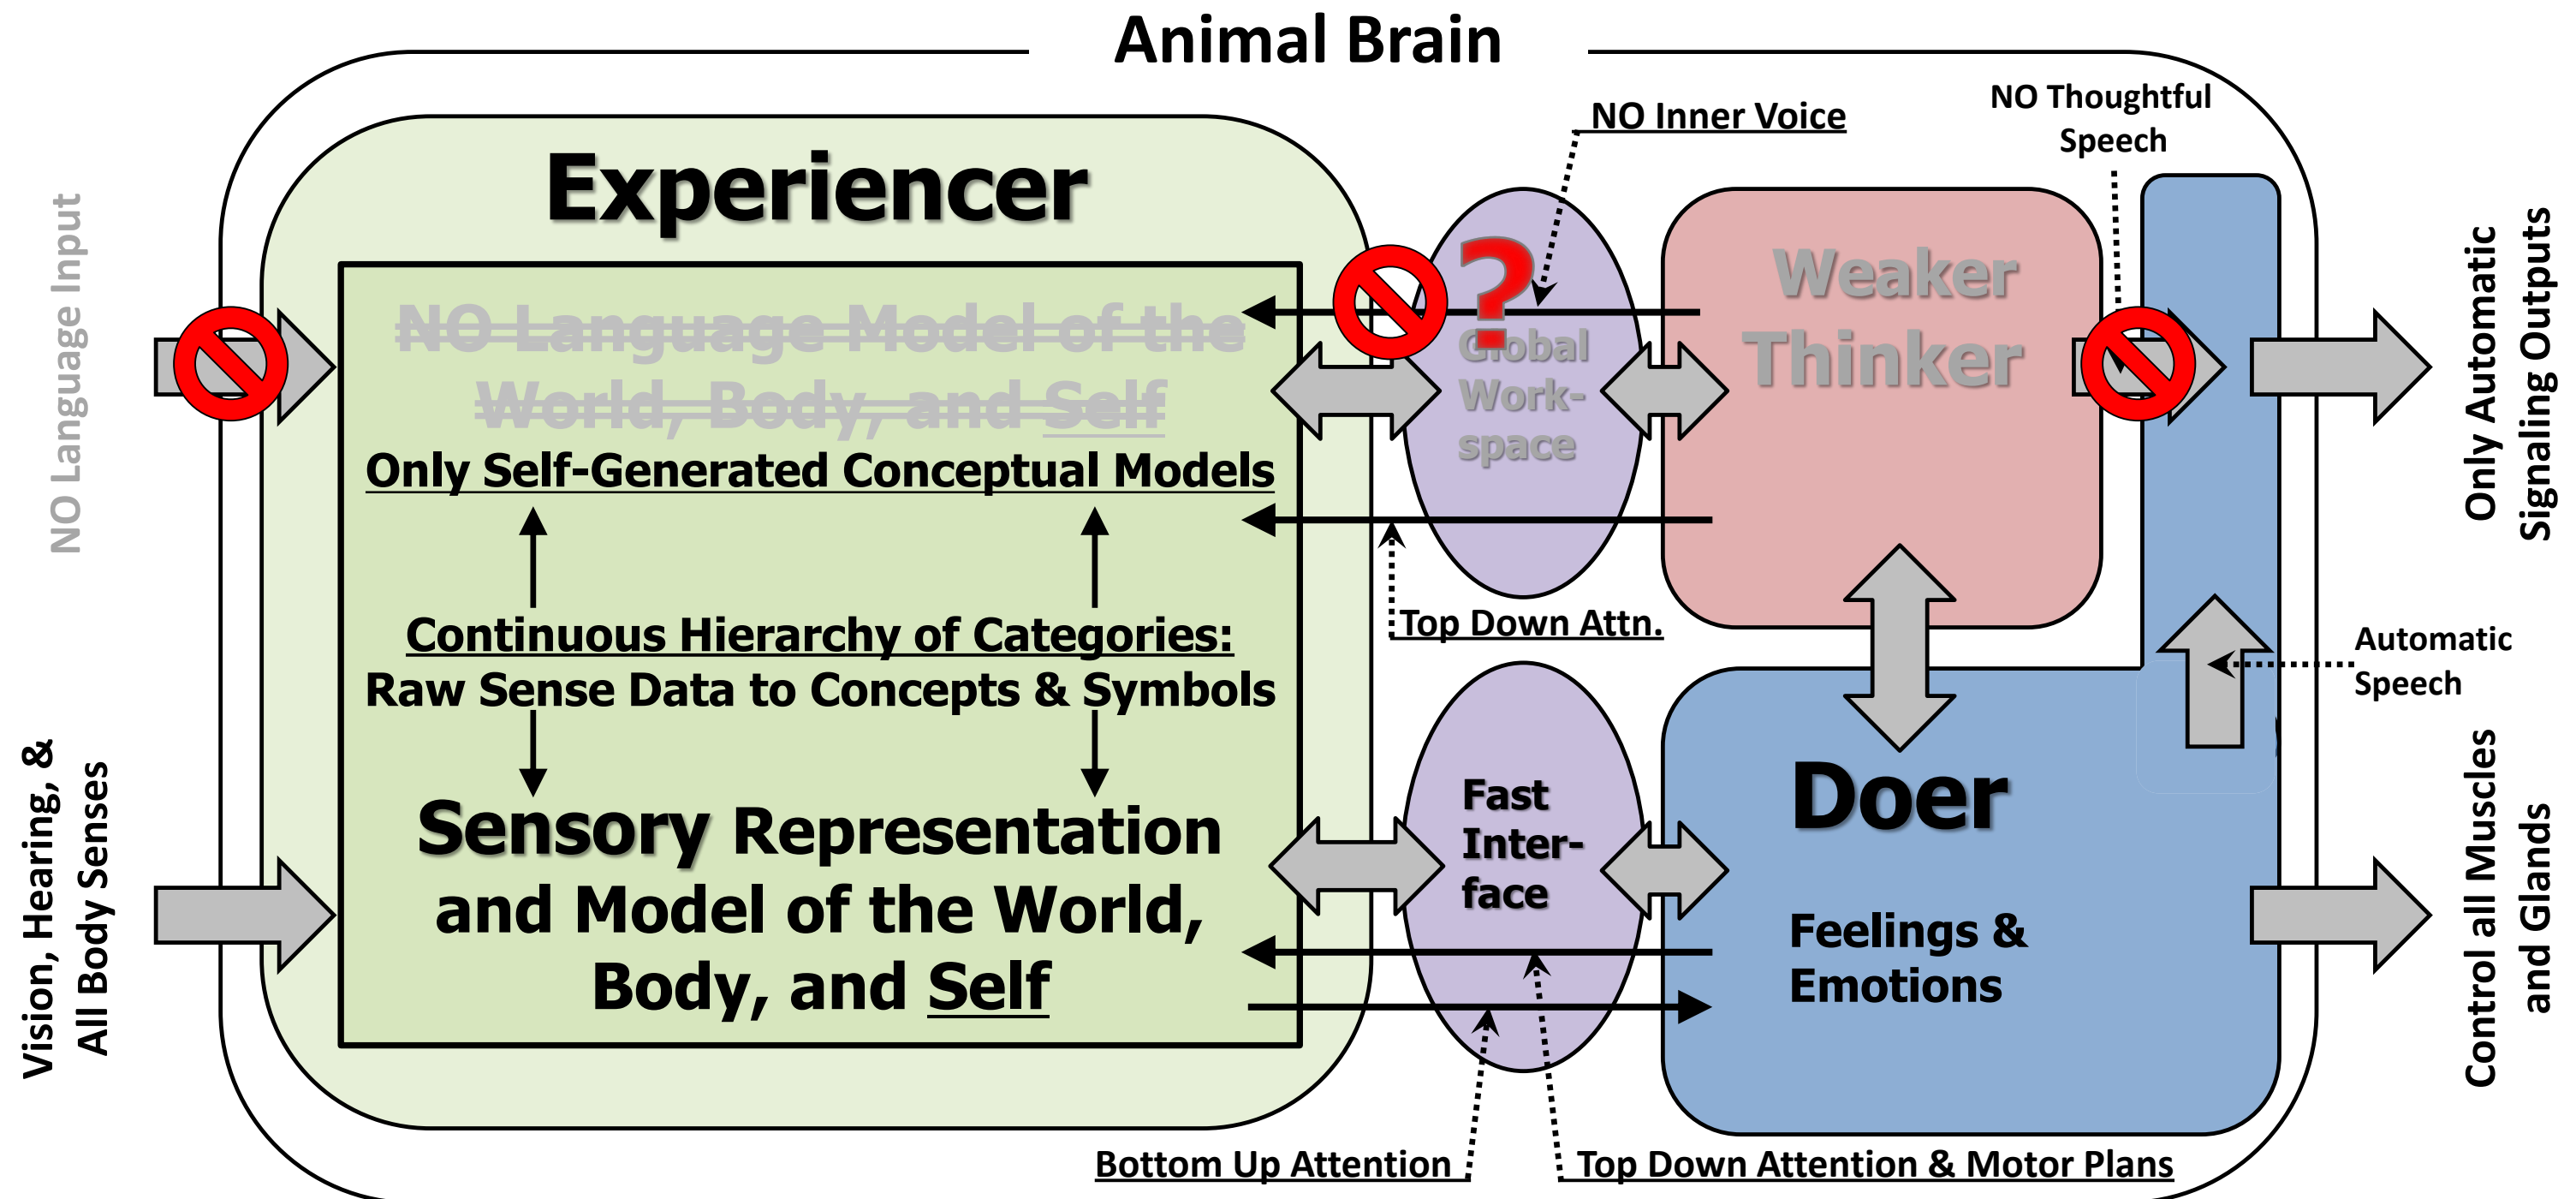 Animal Brain
NO Language Input
Vision, Hearing, &
All Body Senses
Experiencer
NO Language Model of the
World, Body, and Self
Only Self-Generated Conceptual Models
Continuous Hierarchy of Categories:
Raw Sense Data to Concepts & Symbols
Sensory Representation
and Model of the World,
Body, and Self
NO Inner Voice
?
Global
Work-
space
Top Down Attn.
Fast
Inter-
face
Bottom Up Attention
Top Down Attention & Motor Plans
Weaker
Thinker
NO Thoughtful
Speech
Doer
Feelings &
Emotions
Automatic
Speech
Only Automatic
Signaling Outputs
Control all Muscles
and Glands